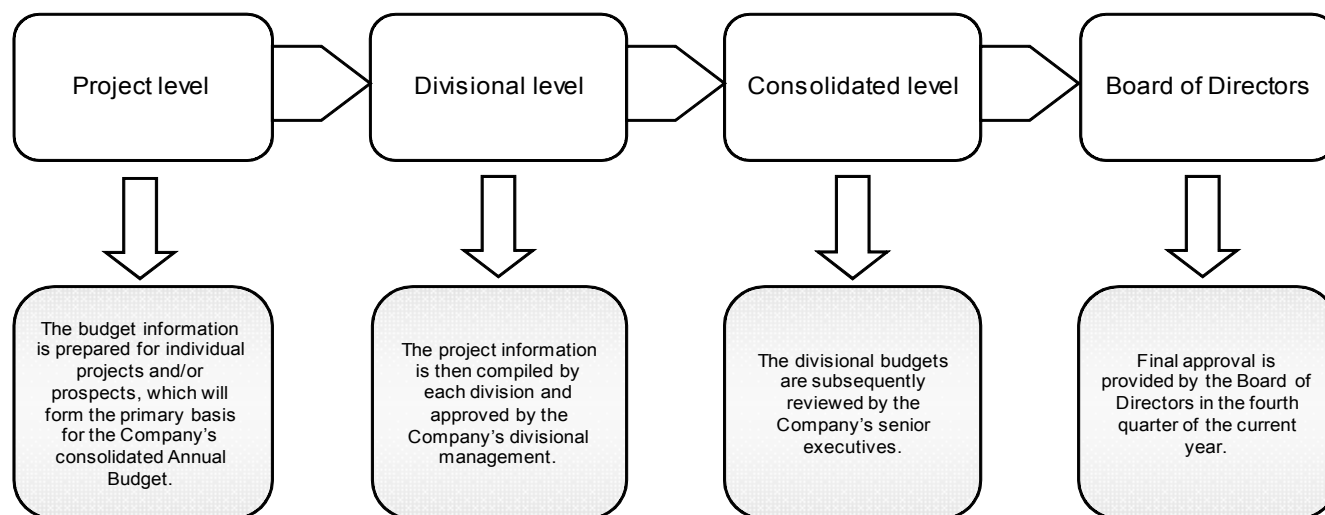 Project level
Divisional level
Consolidated level
Board of Directors
The budget information
is prepared for individual
projects and/or
prospects, which will
form the primary basis
for the Company's
consolidated Annual
Budget.
The project information
is then compiled by
each division and
approved by the
Company's divisional
management.
The divisional budgets
are subsequently
reviewed by the
Company's senior
executives.
Final approval is
provided by the Board of
Directors in the fourth
quarter of the current
year.